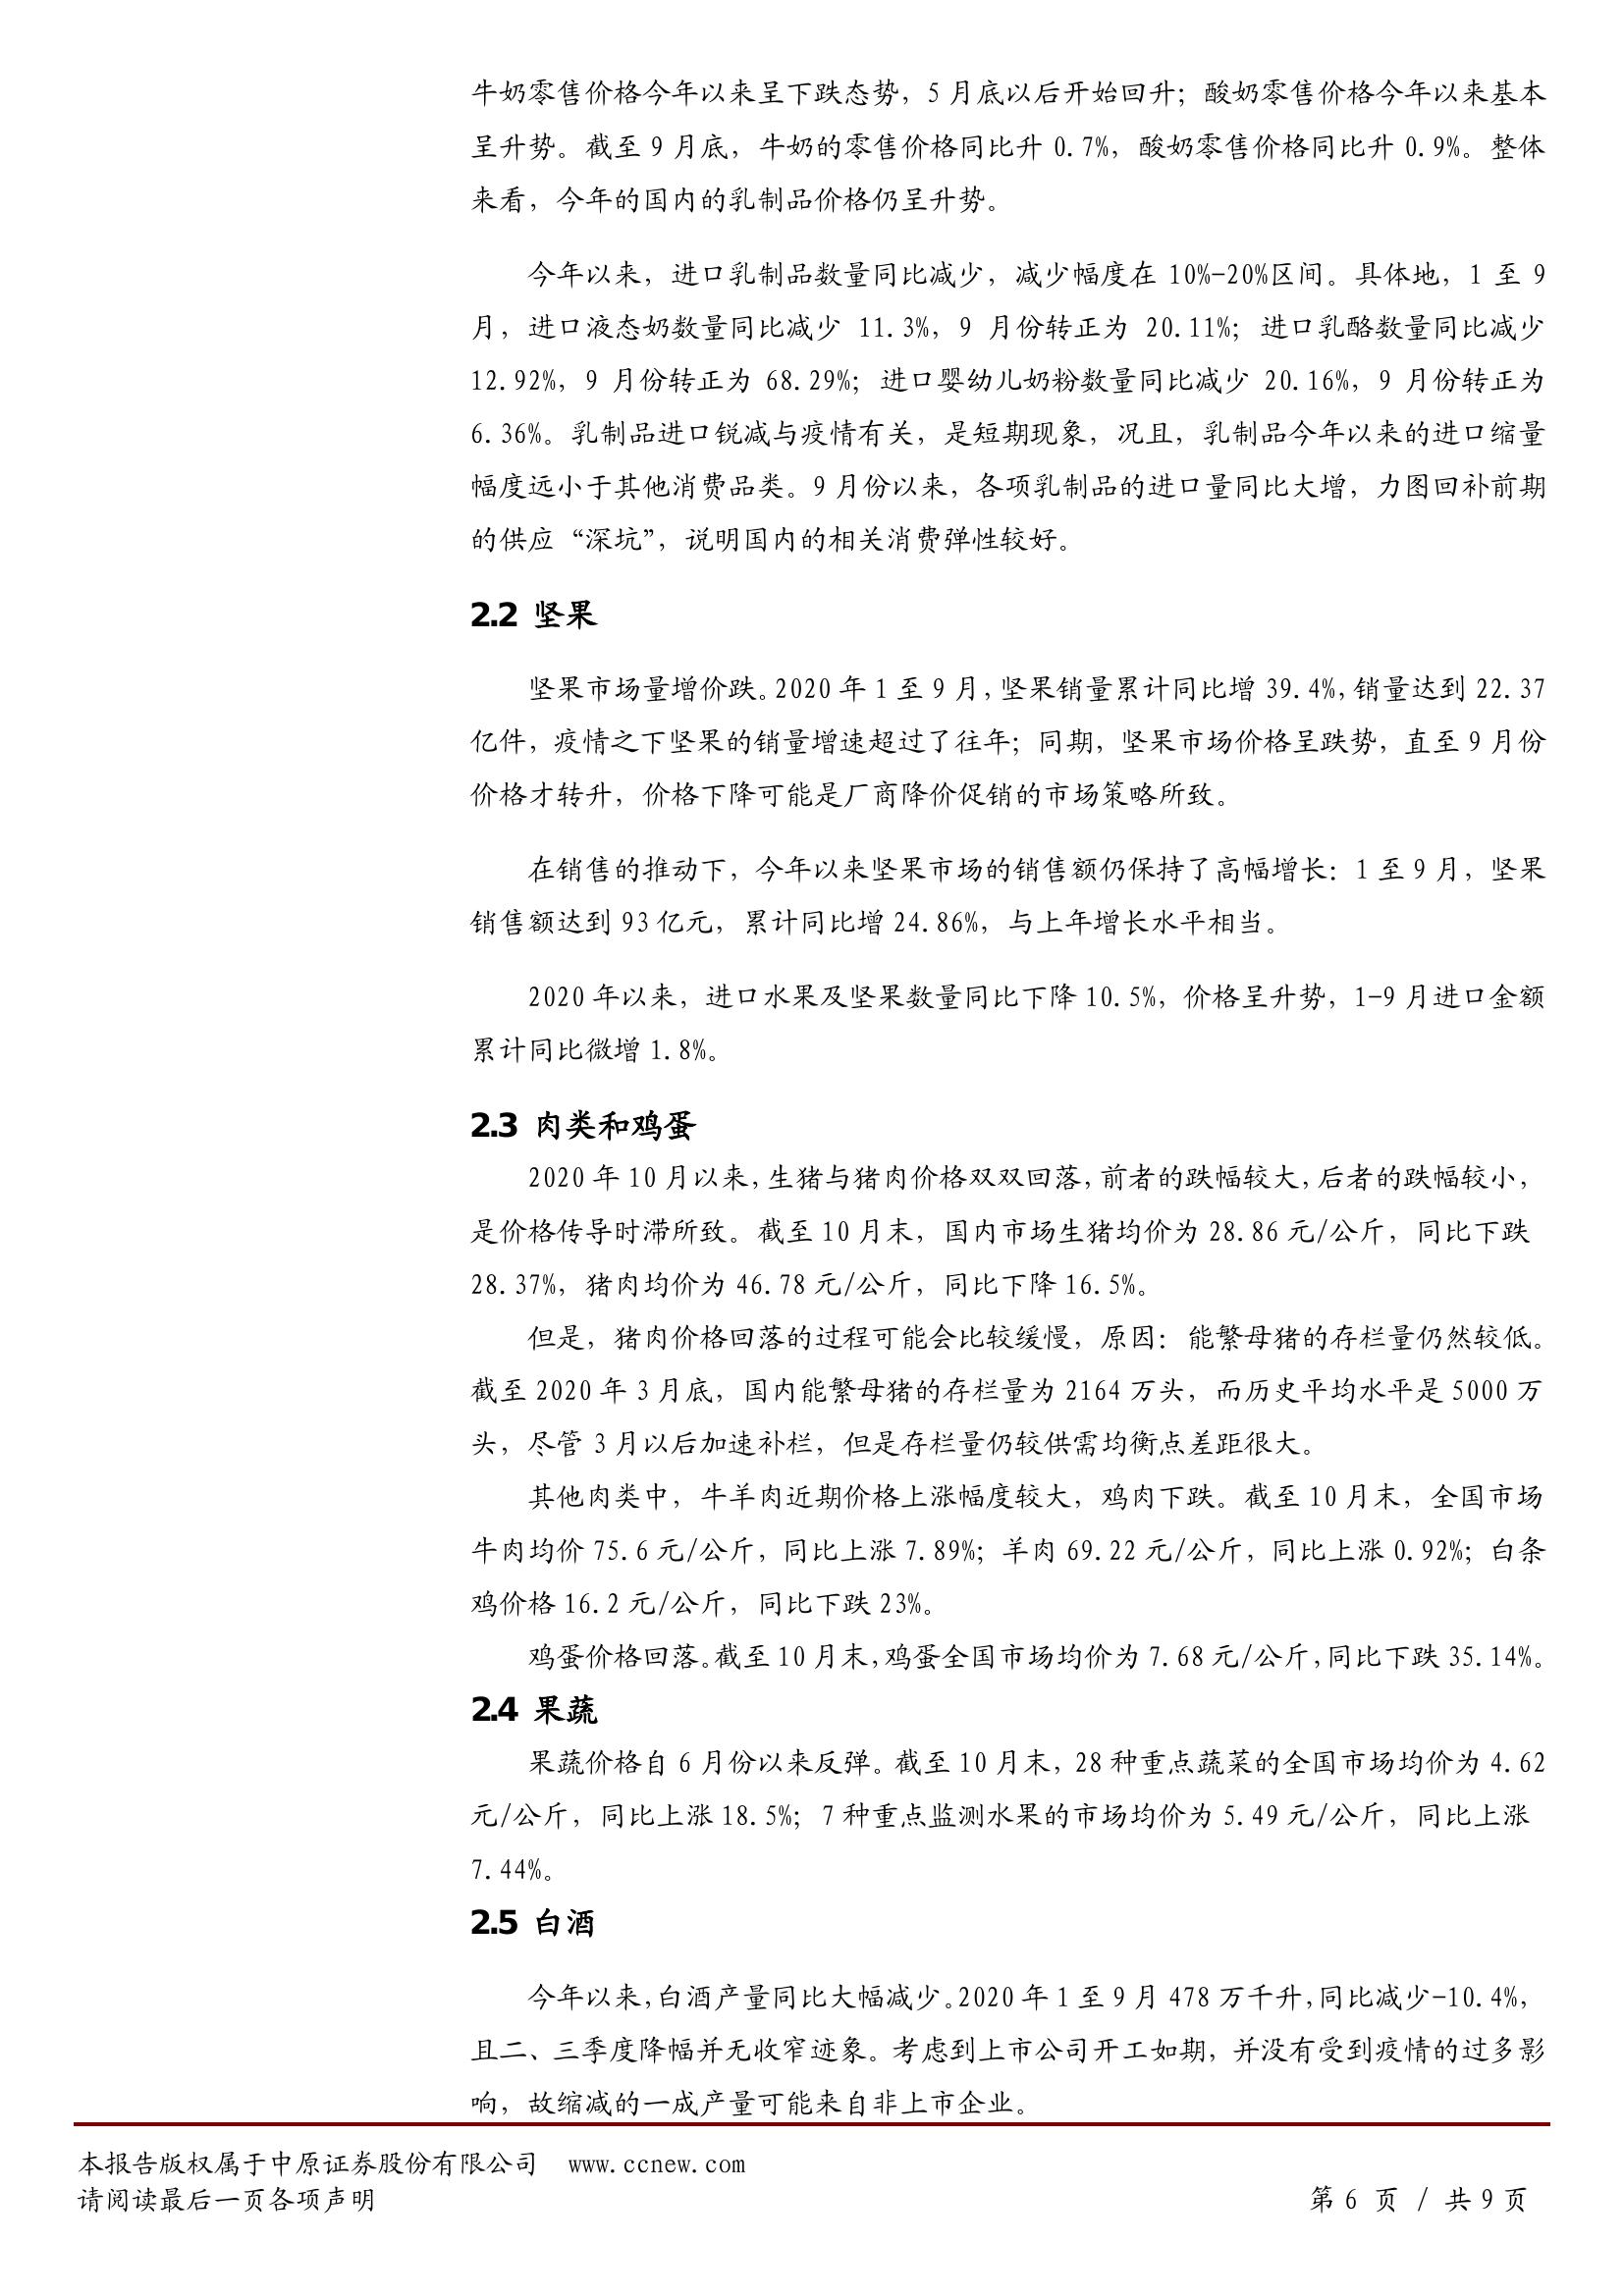 牛奶零售价格今年以来呈下跌态势，5 月底以后开始回升；酸奶零售价格今年以来基本
呈升势。截至 9 月底，牛奶的零售价格同比升 0.7%，酸奶零售价格同比升 0.9%。整体
来看，今年的国内的乳制品价格仍呈升势。
今年以来，进口乳制品数量同比减少，减少幅度在 10%-20%区间。具体地，1 至 9
月，进口液态奶数量同比减少 11.3%，9 月份转正为 20.11%；进口乳酪数量同比减少
12.92%，9 月份转正为 68.29%；进口婴幼儿奶粉数量同比减少 20.16%，9 月份转正为
6.36%。乳制品进口锐减与疫情有关，是短期现象，况且，乳制品今年以来的进口缩量
幅度远小于其他消费品类。9 月份以来，各项乳制品的进口量同比大增，力图回补前期
的供应“深坑”，说明国内的相关消费弹性较好。
2.2 坚果
坚果市场量增价跌。2020 年 1 至 9 月，坚果销量累计同比增 39.4%，销量达到 22.37
亿件，疫情之下坚果的销量增速超过了往年；同期，坚果市场价格呈跌势，直至 9 月份
价格才转升，价格下降可能是厂商降价促销的市场策略所致。
在销售的推动下，今年以来坚果市场的销售额仍保持了高幅增长：1 至 9 月，坚果
销售额达到 93 亿元，累计同比增 24.86%，与上年增长水平相当。
2020 年以来，进口水果及坚果数量同比下降 10.5%，价格呈升势，1-9 月进口金额
累计同比微增 1.8%。
2.3 肉类和鸡蛋
2020 年 10 月以来，生猪与猪肉价格双双回落，前者的跌幅较大，后者的跌幅较小，
是价格传导时滞所致。截至 10 月末，国内市场生猪均价为 28.86 元/公斤，同比下跌
28.37%，猪肉均价为 46.78 元/公斤，同比下降 16.5%。
但是，猪肉价格回落的过程可能会比较缓慢，原因：能繁母猪的存栏量仍然较低。
截至 2020 年 3 月底，国内能繁母猪的存栏量为 2164 万头，而历史平均水平是 5000 万
头，尽管 3 月以后加速补栏，但是存栏量仍较供需均衡点差距很大。
其他肉类中，牛羊肉近期价格上涨幅度较大，鸡肉下跌。截至 10 月末，全国市场
牛肉均价 75.6 元/公斤，同比上涨 7.89%；羊肉 69.22 元/公斤，同比上涨 0.92%；白条
鸡价格 16.2 元/公斤，同比下跌 23%。
鸡蛋价格回落。截至 10 月末，鸡蛋全国市场均价为 7.68 元/公斤，同比下跌 35.14%。
2.4 果蔬
果蔬价格自 6 月份以来反弹。截至 10 月末，28 种重点蔬菜的全国市场均价为 4.62
元/公斤，同比上涨 18.5%；7 种重点监测水果的市场均价为 5.49 元/公斤，同比上涨
7.44%。
2.5 白酒
今年以来，白酒产量同比大幅减少。2020 年 1 至 9 月 478 万千升，同比减少-10.4%，
且二、三季度降幅并无收窄迹象。考虑到上市公司开工如期，并没有受到疫情的过多影
响，故缩减的一成产量可能来自非上市企业。
本报告版权属于中原证券股份有限公司 www.ccnew.com
请阅读最后一页各项声明 第 6 页 / 共 9 页